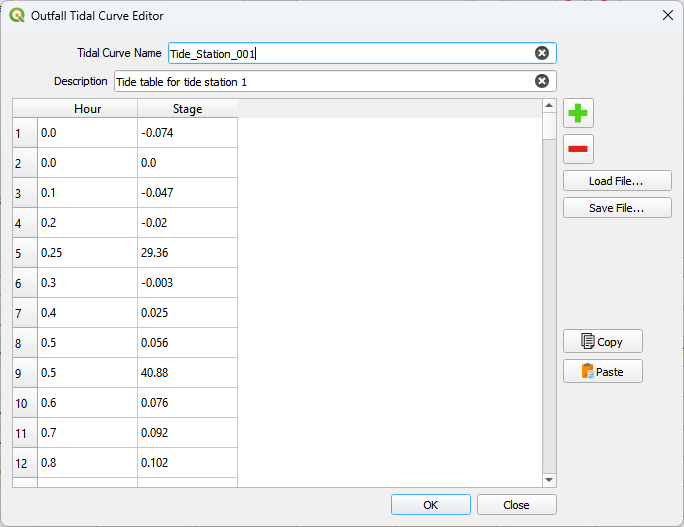 Outfall Tidal Curve Editor
Tidal Curve Name Tide_Station_001
Description Tide table for tide station 1
Hour Stage
1 0.0 -0.074
2 0.0 0.0
3 0.1 -0.047
4 0.2 -0.02
5 0.25 29.36
6 0.3 -0.003
7 0.4 0.025
8 0.5 0.056
9 0.5 40.88
10 0.6 0.076
11 0.7 0.092
12 0.8 0.102
Load File...
Save File...
Copy
Paste
OK Close